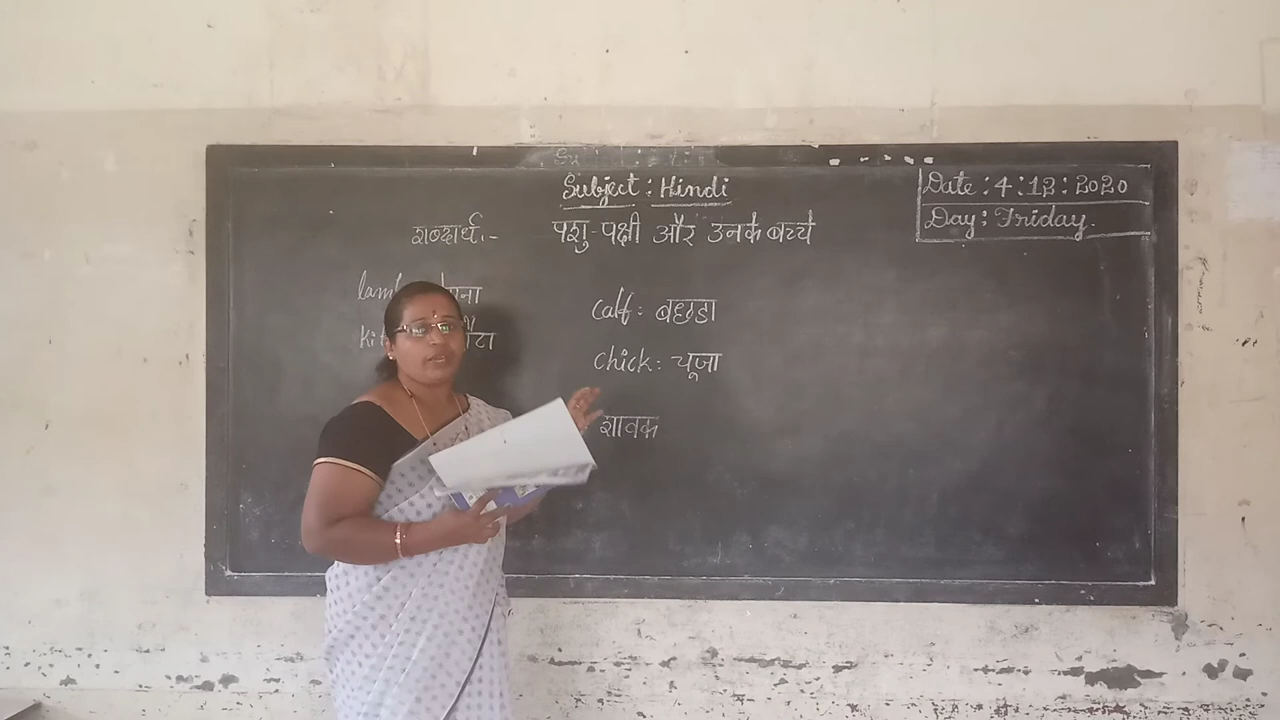 Subject : Hindi
Date : 4 : 12 : 2020
Day : Friday.
शब्दार्थ :- पशु-पक्षी और उनके बच्चे
calf : बछड़ा
chick : चूजा
शावक